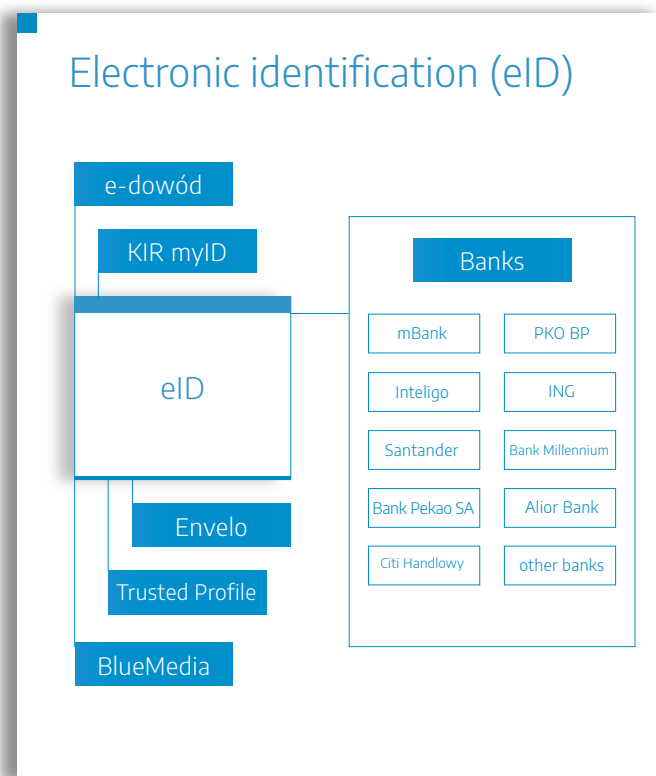 Electronic identification (eID)
e-dowód
KIR myID
eID
Envelo
Trusted Profile
BlueMedia
Banks
mBank
PKO BP
Inteligo
ING
Santander
Bank Millennium
Bank Pekao SA
Alior Bank
Citi Handlowy
other banks